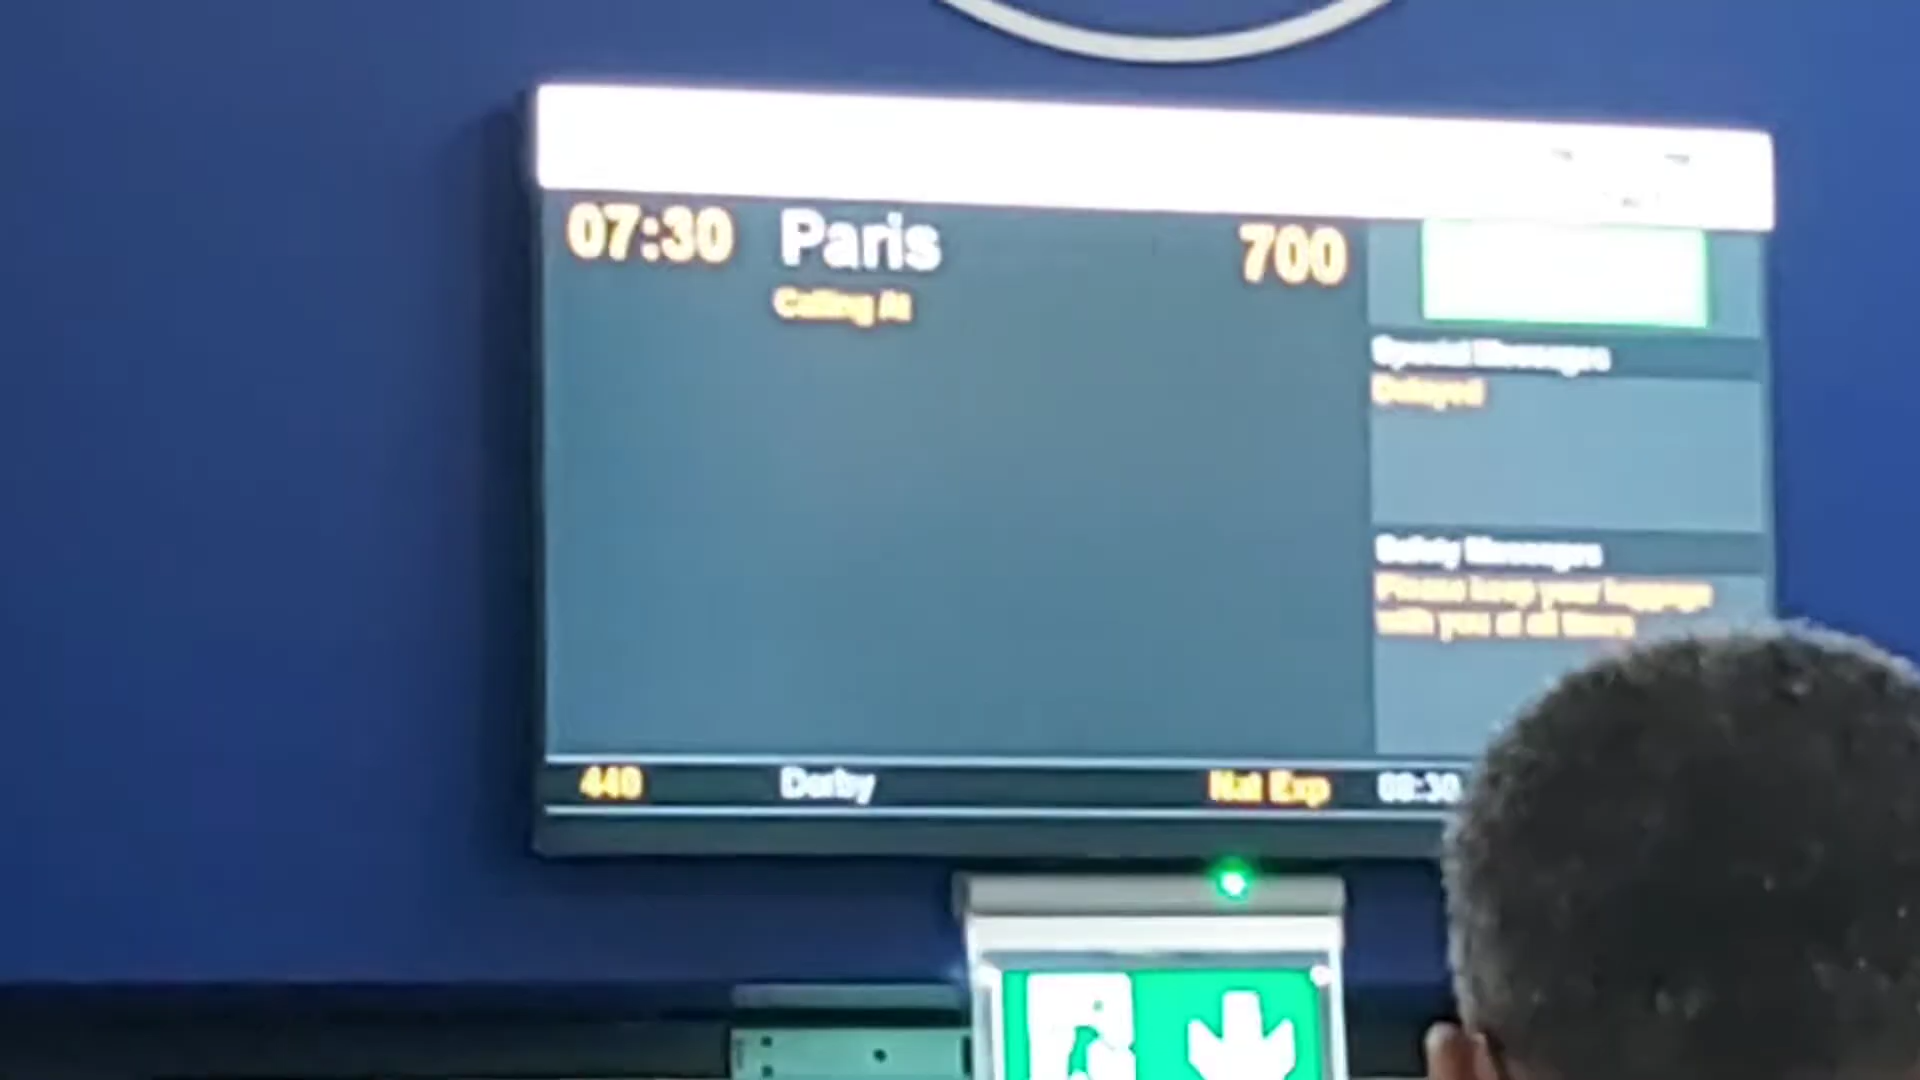 07:30 Paris 700
Calling At
Special Messages
Delayed
Safety Messages
Please keep your luggage
with you at all times
440 Derby Nat Exp 08:30